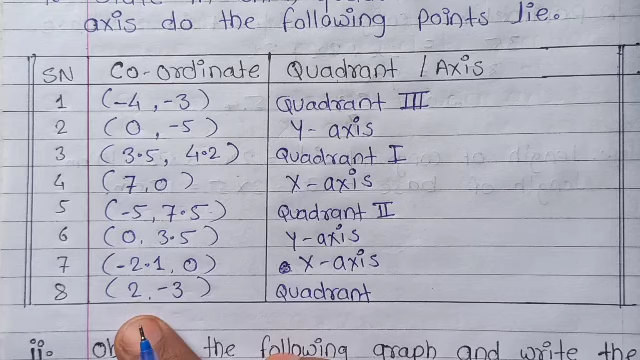 axis do the following points lie.
SN Co-ordinate Quadrant / Axis
1 (-4, -3) Quadrant III
2 (0, -5) Y-axis
3 (3.5, 4.2) Quadrant I
4 (7, 0) X-axis
5 (-5, 7.5) Quadrant II
6 (0, 3.5) Y-axis
7 (-2.1, 0) X-axis
8 (2, -3) Quadrant
ii. the following graph and write the